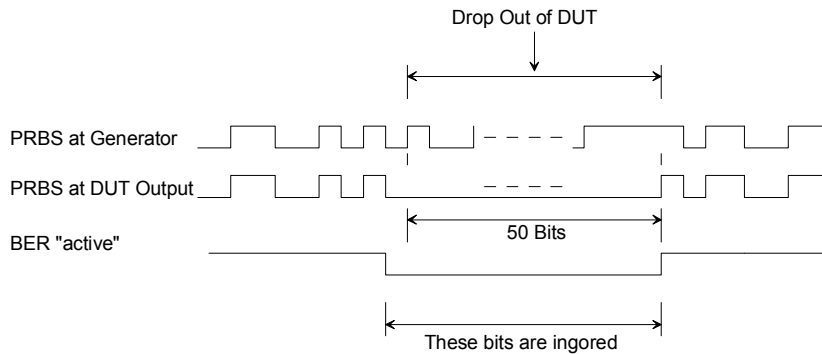 Drop Out of DUT
PRBS at Generator
PRBS at DUT Output
50 Bits
BER "active"
These bits are ingored